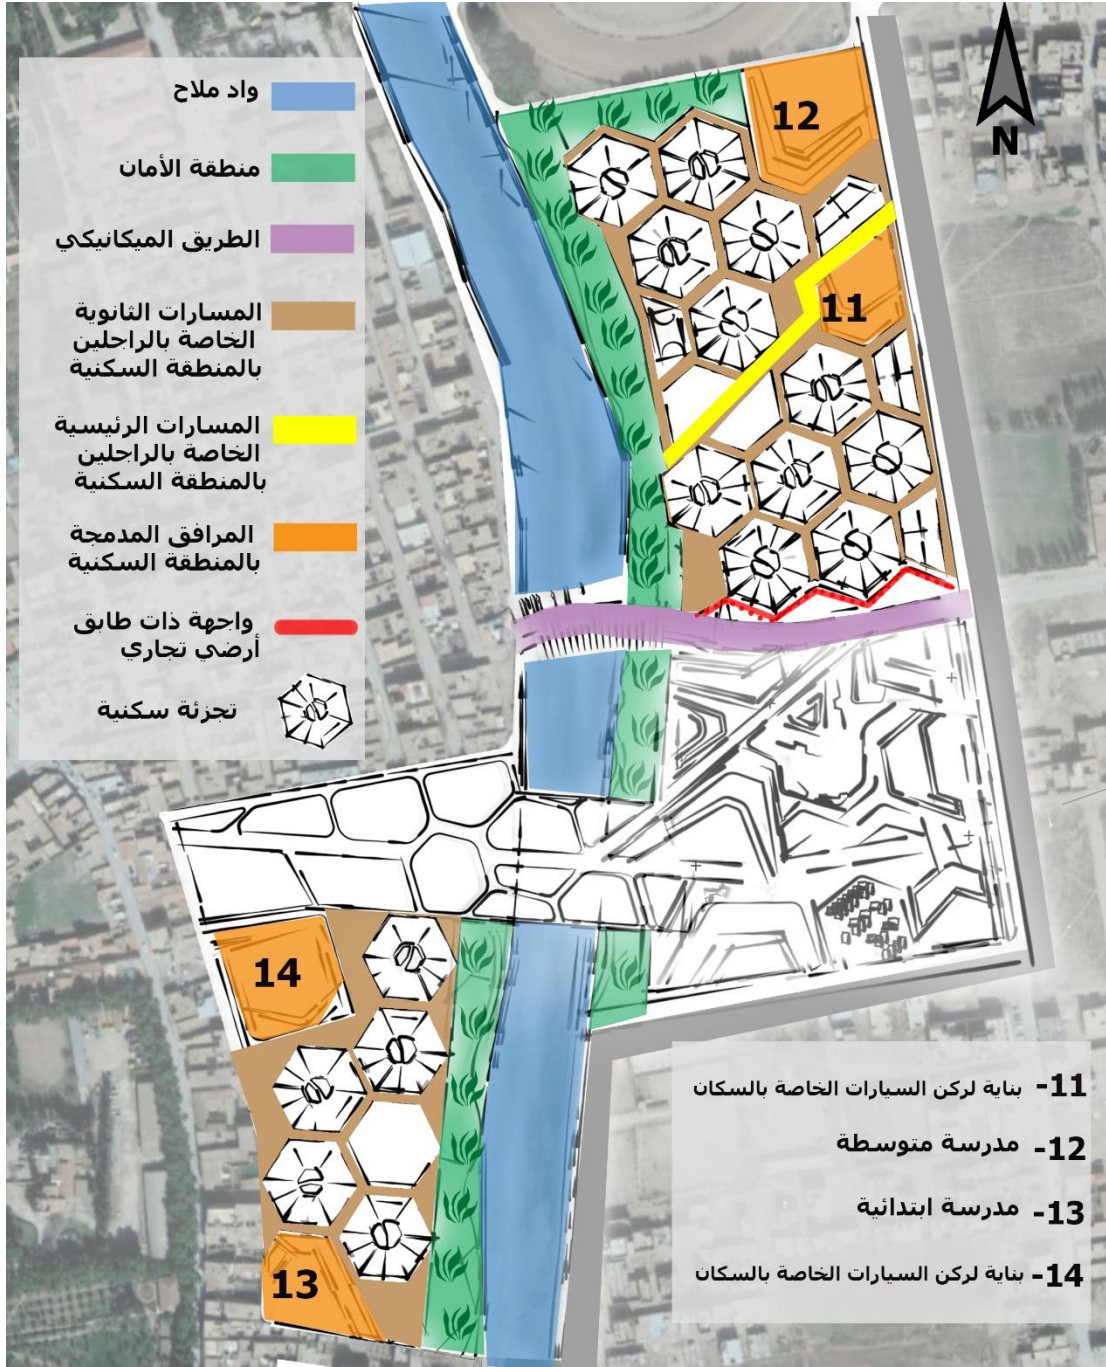 واد ملاح
منطقة الأمان
الطريق الميكانيكي
المسارات الثانوية
الخاصة بالراجلين
بالمنطقة السكنية
المسارات الرئيسية
الخاصة بالراجلين
بالمنطقة السكنية
المرافق المدمجة
بالمنطقة السكنية
واجهة ذات طابق
أرضي تجاري
تجزئة سكنية
N
12
11
14
13
11- بناية لركن السيارات الخاصة بالسكان
12- مدرسة متوسطة
13- مدرسة ابتدائية
14- بناية لركن السيارات الخاصة بالسكان